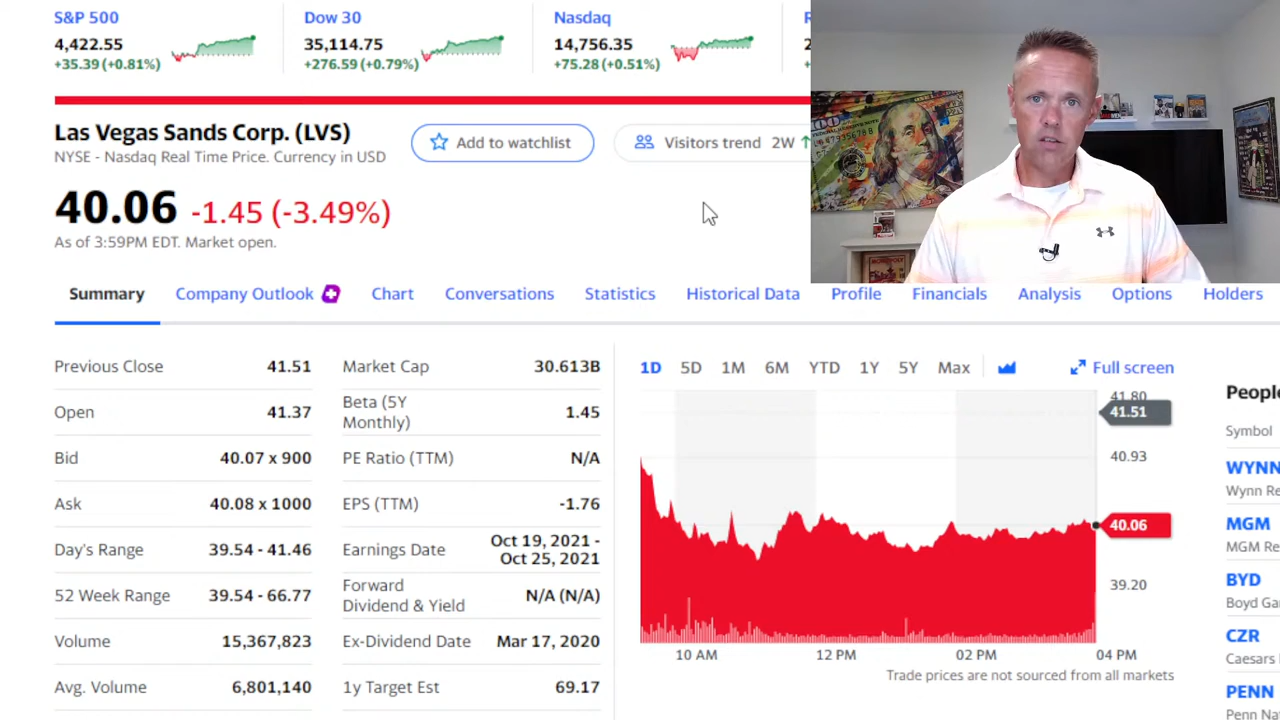 S&P 500
Dow 30
Nasdaq
4,422.55
35,114.75
14,756.35
+35.39 (+0.81%)
+276.59 (+0.79%)
+75.28 (+0.51%)
Las Vegas Sands Corp. (LVS)
Add to watchlist
Visitors trend 2W ↑
NYSE - Nasdaq Real Time Price. Currency in USD
40.06 -1.45 (-3.49%)
As of 3:59PM EDT. Market open.
Summary
Company Outlook
Chart
Conversations
Statistics
Historical Data
Profile
Financials
Analysis
Options
Holders
Previous Close 41.51
Open 41.37
Bid 40.07 x 900
Ask 40.08 x 1000
Day's Range 39.54 - 41.46
52 Week Range 39.54 - 66.77
Volume 15,367,823
Avg. Volume 6,801,140
Market Cap 30.613B
Beta (5Y
Monthly) 1.45
PE Ratio (TTM) N/A
EPS (TTM) -1.76
Earnings Date Oct 19, 2021 -
Oct 25, 2021
Forward
Dividend & Yield N/A (N/A)
Ex-Dividend Date Mar 17, 2020
1y Target Est 69.17
1D 5D 1M 6M YTD 1Y 5Y Max
Full screen
41.80
41.51
40.93
40.06
39.20
10 AM 12 PM 02 PM 04 PM
Trade prices are not sourced from all markets
Symbol
WYNN
Wynn Re
MGM
MGM Re
BYD
Boyd Ga
CZR
Caesars
PENN
Penn Na